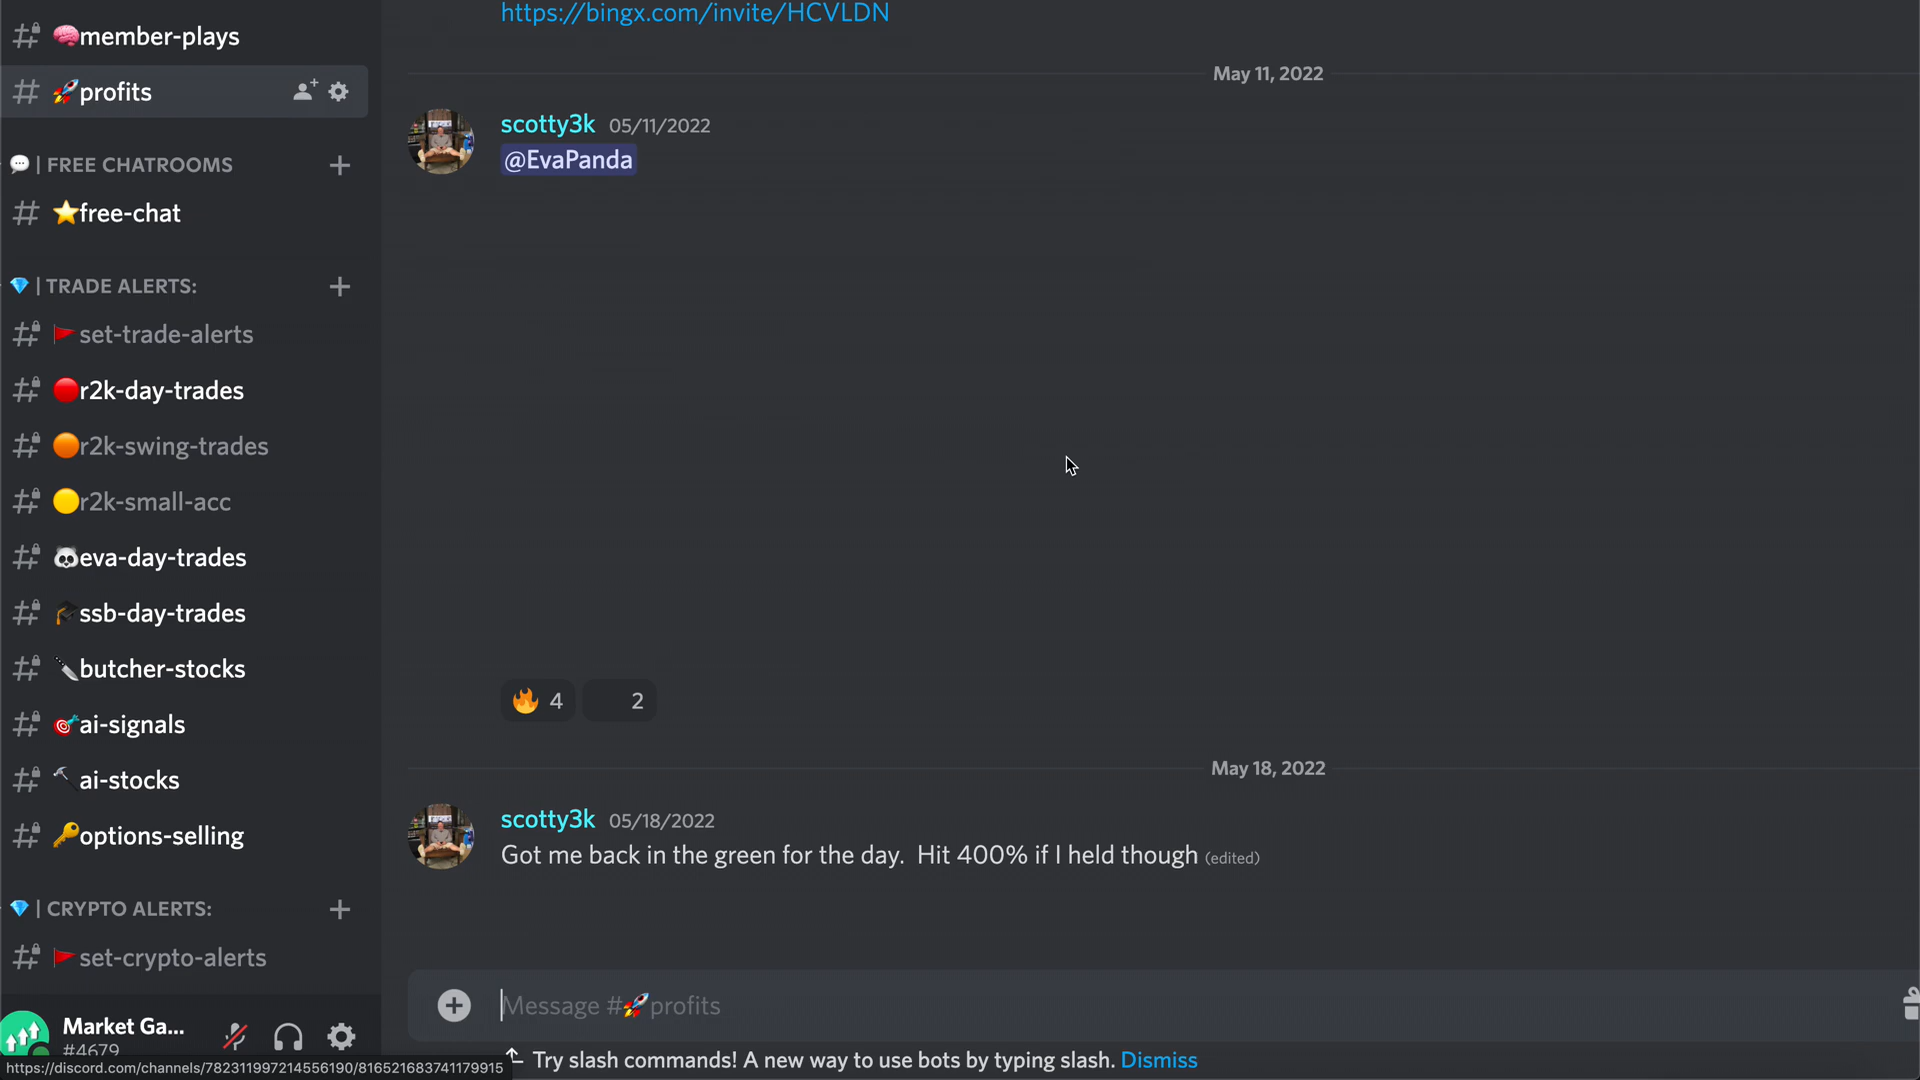 🧠member-plays
🚀profits
💬 | FREE CHATROOMS
⭐free-chat
💎 | TRADE ALERTS:
🚩set-trade-alerts
🔴r2k-day-trades
🟠r2k-swing-trades
🟡r2k-small-acc
🐼eva-day-trades
🎓ssb-day-trades
🔪butcher-stocks
🎯ai-signals
⛏ai-stocks
🔑options-selling
💎 | CRYPTO ALERTS:
🚩set-crypto-alerts
Market Ga...
#4679
https://discord.com/channels/782311997214556190/816521683741179915
https://bingx.com/invite/HCVLDN
May 11, 2022
scotty3k 05/11/2022
@EvaPanda
🔥 4 2
May 18, 2022
scotty3k 05/18/2022
Got me back in the green for the day. Hit 400% if I held though (edited)
Message #🚀profits
Try slash commands! A new way to use bots by typing slash. Dismiss